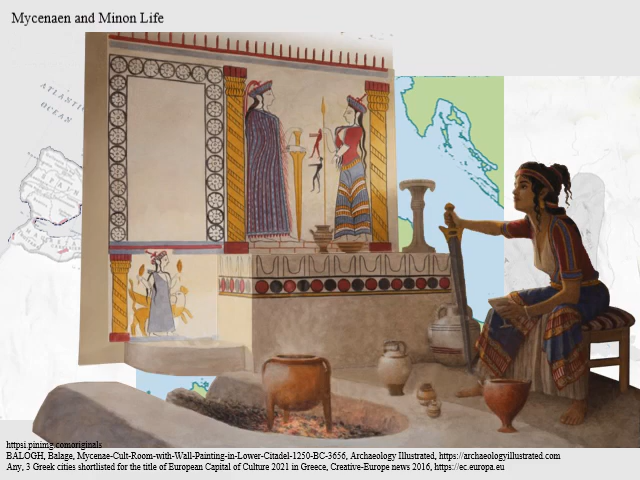 Mycenaen and Minon Life
ATLANTIC
OCEAN
httpsi.pinimg.comoriginals
BALOGH, Balage, Mycenae-Cult-Room-with-Wall-Painting-in-Lower-Citadel-1250-BC-3656, Archaeology Illustrated, https://archaeologyillustrated.com
Any, 3 Greek cities shortlisted for the title of European Capital of Culture 2021 in Greece, Creative-Europe news 2016, https://ec.europa.eu